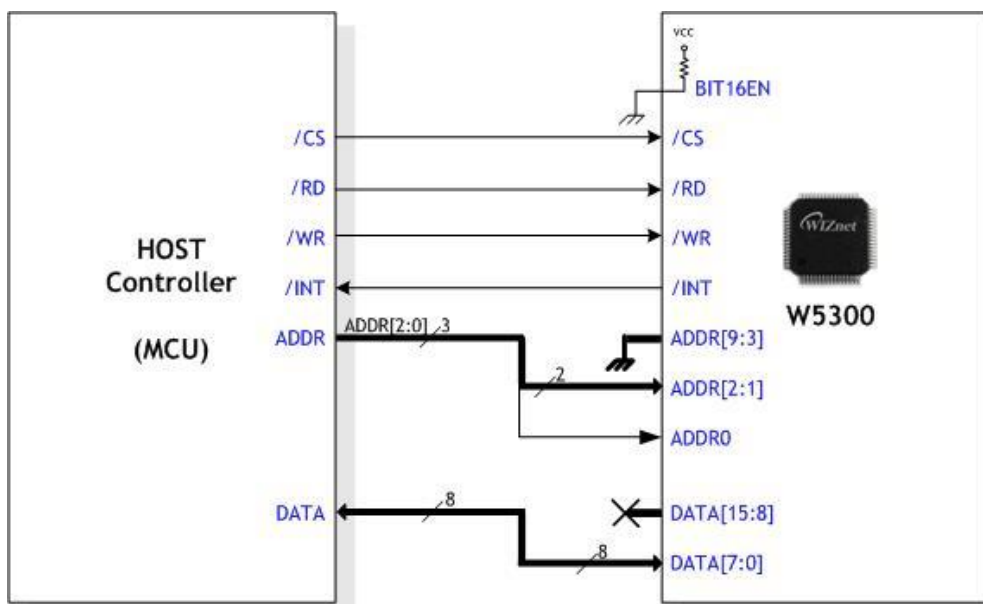 VCC
BIT16EN
/CS
/CS
/RD
/RD
/WR
/WR
HOST
Controller
(MCU)
WIZnet
W5300
/INT
/INT
ADDR
ADDR[2:0]
3
ADDR[9:3]
2
ADDR[2:1]
ADDR0
DATA
8
DATA[15:8]
8
DATA[7:0]